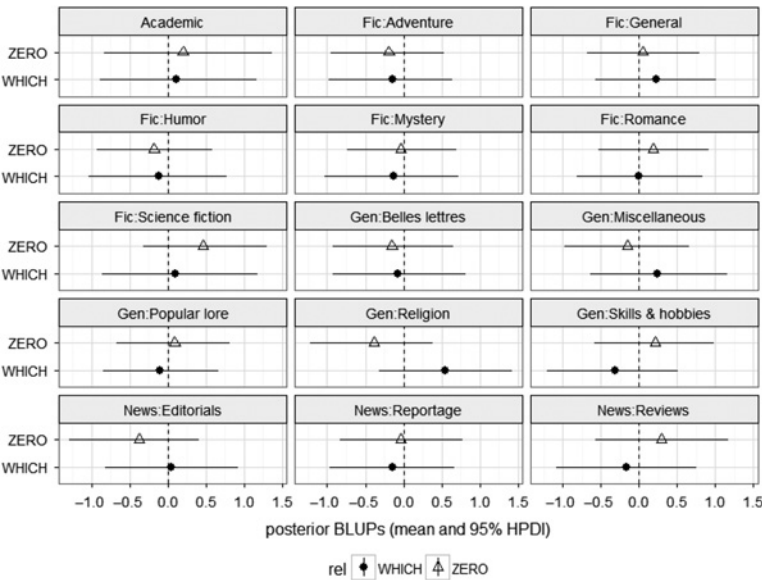 Academic Fic:Adventure Fic:General
ZERO
WHICH
Fic:Humor Fic:Mystery Fic:Romance
ZERO
WHICH
Fic:Science fiction Gen:Belles lettres Gen:Miscellaneous
ZERO
WHICH
Gen:Popular lore Gen:Religion Gen:Skills & hobbies
ZERO
WHICH
News:Editorials News:Reportage News:Reviews
ZERO
WHICH
−1.0 −0.5 0.0 0.5 1.0 1.5 −1.0 −0.5 0.0 0.5 1.0 1.5 −1.0 −0.5 0.0 0.5 1.0 1.5
posterior BLUPs (mean and 95% HPDI)
rel WHICH ZERO